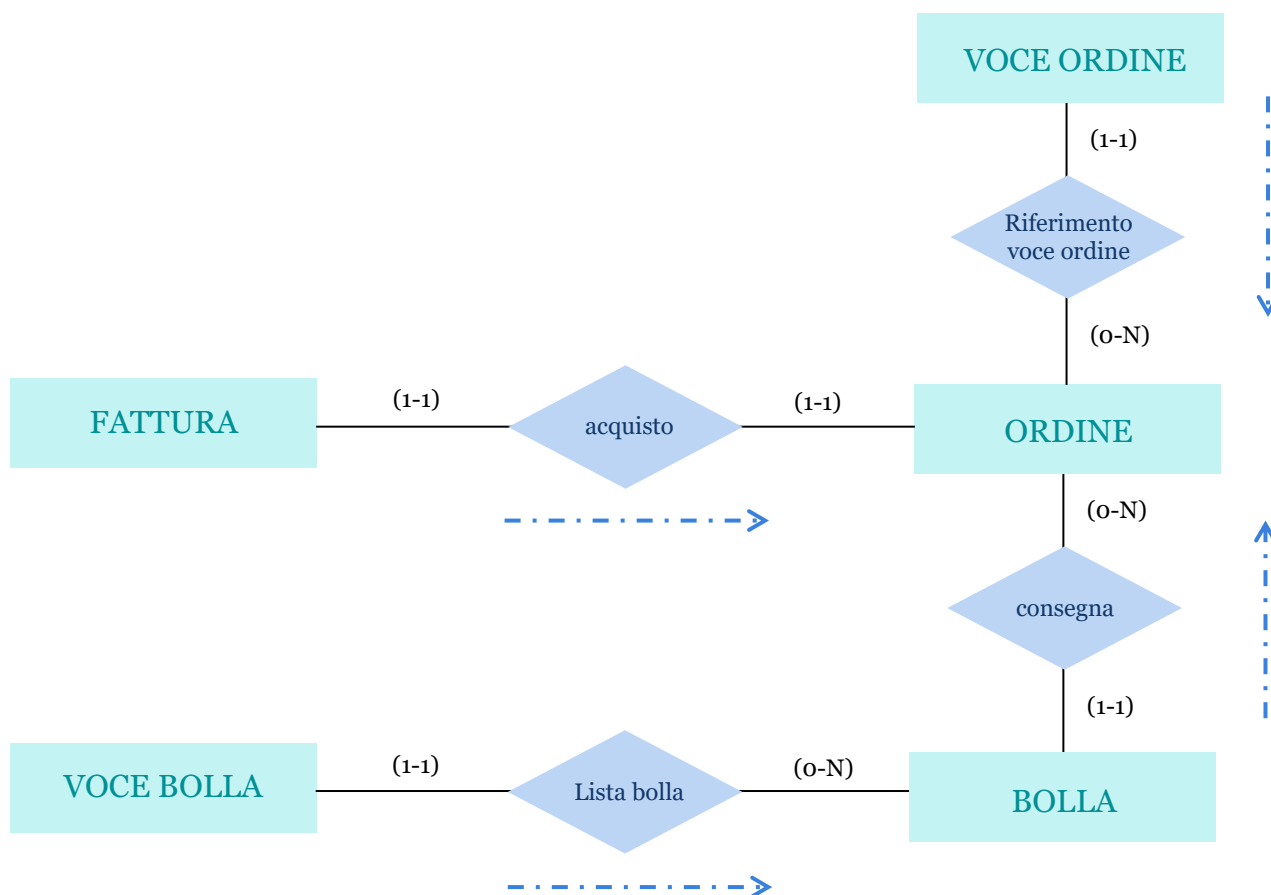 VOCE ORDINE
(1-1)
Riferimento
voce ordine
(0-N)
FATTURA
(1-1)
acquisto
(1-1)
ORDINE
(0-N)
consegna
(1-1)
VOCE BOLLA
(1-1)
Lista bolla
(0-N)
BOLLA